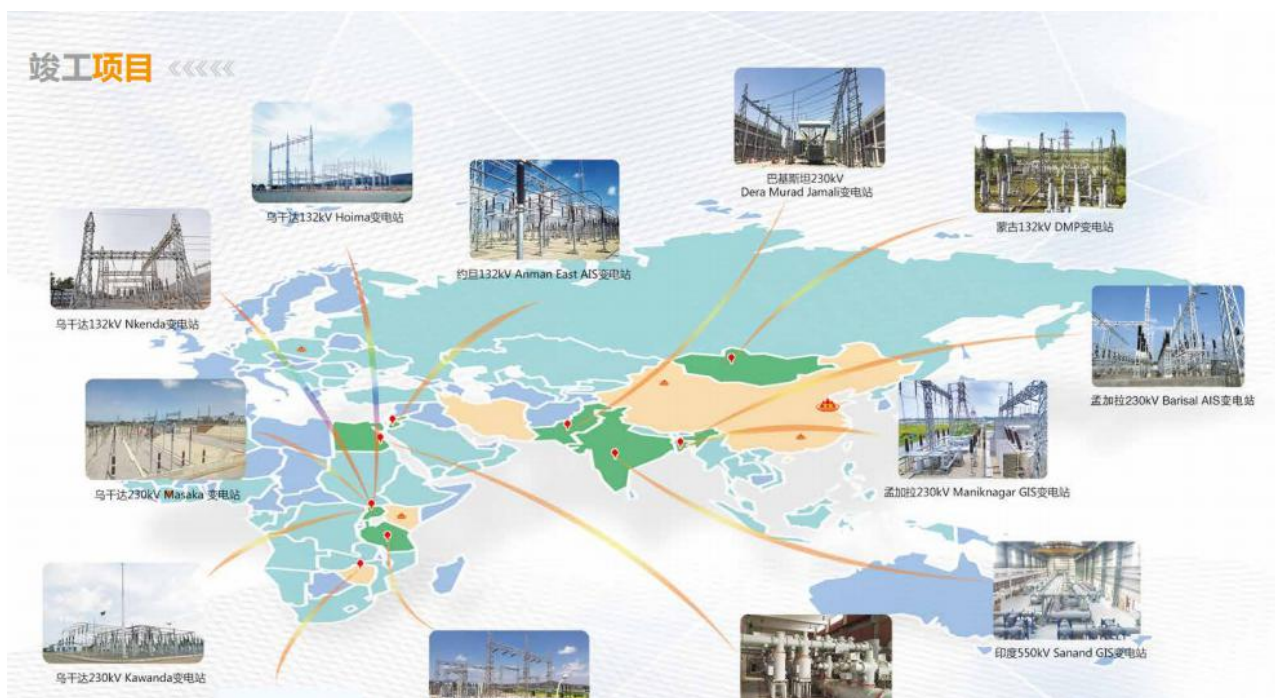 竣工项目
巴基斯坦230kV
Dera Murad Jamali变电站
乌干达132kV Hoima变电站
蒙古132kV DMP变电站
约旦132kV Amman East AIS变电站
乌干达132kV Nkenda变电站
孟加拉230kV Barisal AIS变电站
乌干达230kV Masaka 变电站
孟加拉230kV Maniknagar GIS变电站
印度550kV Sanand GIS变电站
乌干达230kV Kawanda变电站